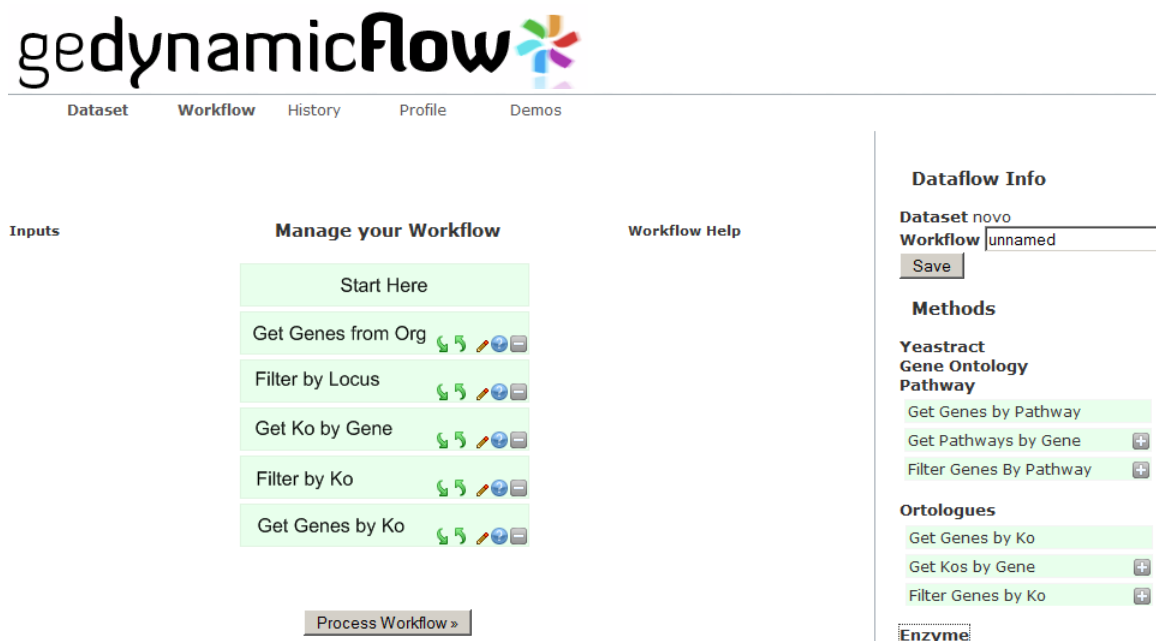 gedynamicflow
Dataset Workflow History Profile Demos
Inputs
Manage your Workflow
Start Here
Get Genes from Org
Filter by Locus
Get Ko by Gene
Filter by Ko
Get Genes by Ko
Process Workflow »
Workflow Help
Dataflow Info
Dataset novo
Workflow unnamed
Save
Methods
Yeastract
Gene Ontology
Pathway
Get Genes by Pathway
Get Pathways by Gene
Filter Genes By Pathway
Ortologues
Get Genes by Ko
Get Kos by Gene
Filter Genes by Ko
Enzyme